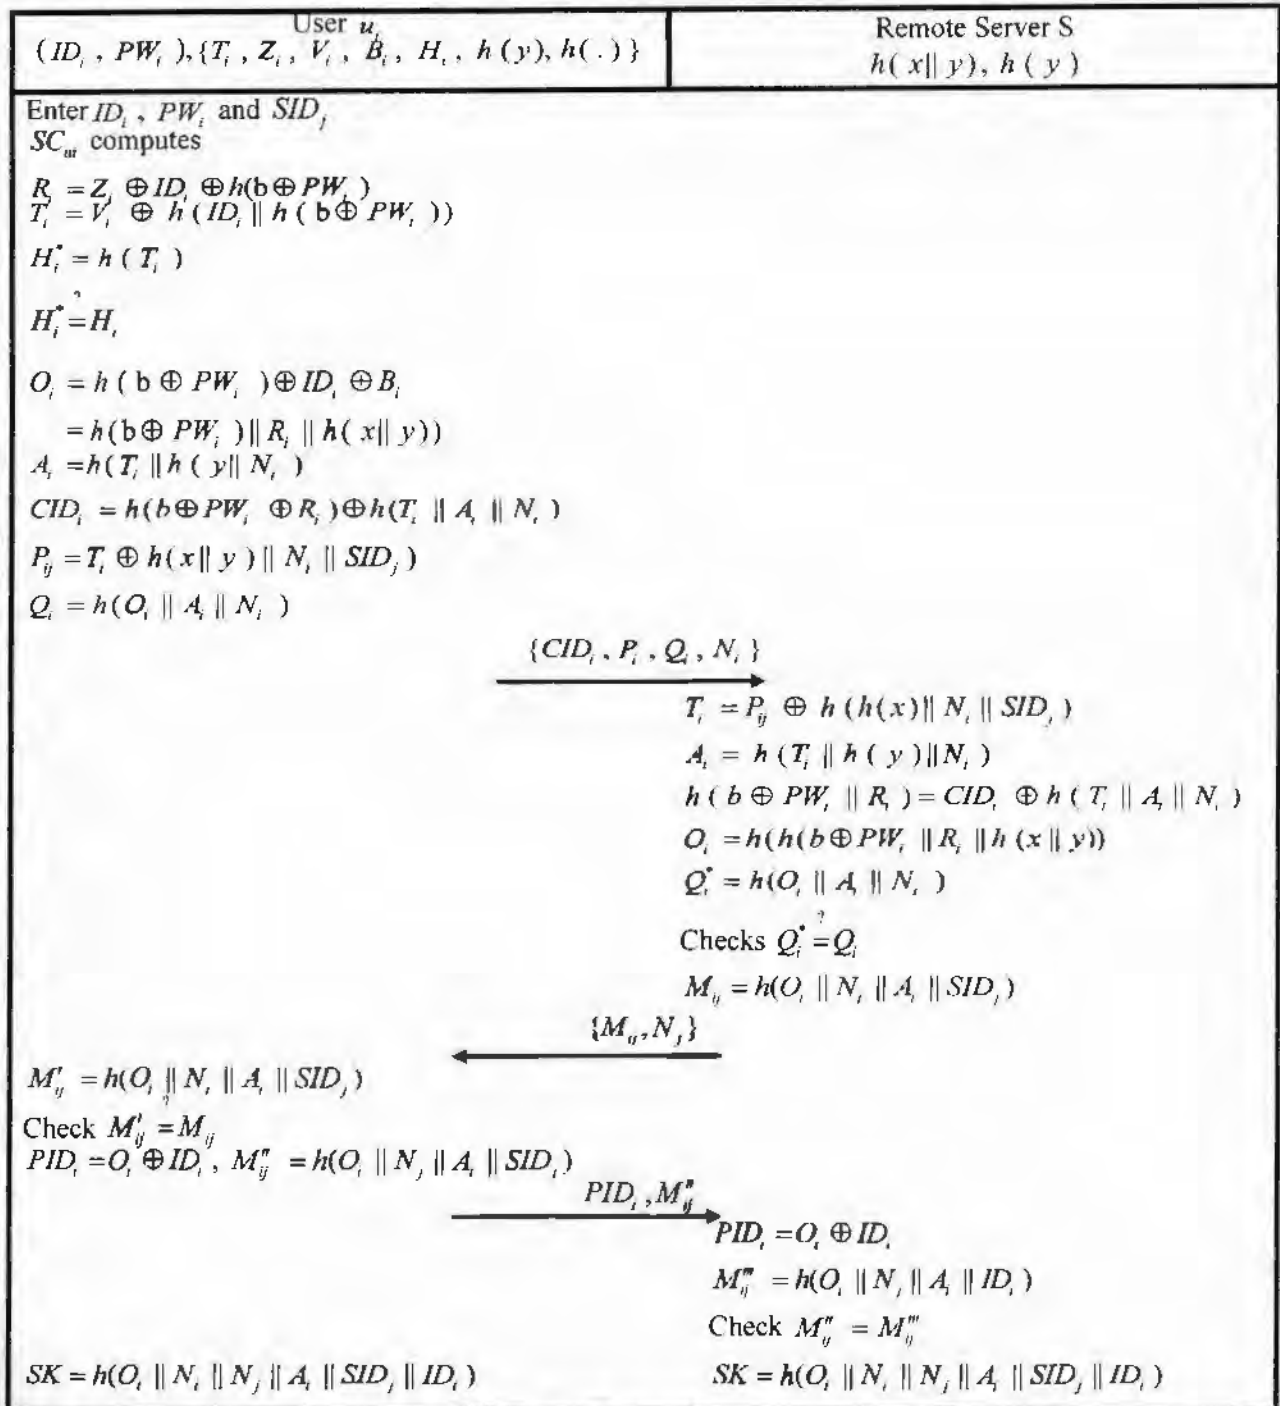 User u_i
(ID_i , PW_i ),{T_i , Z_i , V_i , B_i , H_i , h(y), h(.)}
Remote Server S
h(x|| y), h(y)
Enter ID_i , PW_i and SID_j
SC_ui computes
R_i = Z_i ⊕ ID_i ⊕ h(b ⊕ PW_i )
T_i = V_i ⊕ h(ID_i || h(b ⊕ PW_i ))
H_i^* = h(T_i )
H_i^* =? H_i
O_i = h(b ⊕ PW_i ) ⊕ ID_i ⊕ B_i
= h(b ⊕ PW_i ) || R_i || h(x|| y))
A_i = h(T_i || h(y|| N_i )
CID_i = h(b ⊕ PW_i ⊕ R_i ) ⊕ h(T_i || A_i || N_i )
P_ij = T_i ⊕ h(x|| y) || N_i || SID_j )
Q_i = h(O_i || A_i || N_i )
{CID_i , P_i , Q_i , N_i }
T_i = P_ij ⊕ h(h(x)|| N_i || SID_j )
A_i = h(T_i || h(y)||N_i )
h(b ⊕ PW_i || R_i ) = CID_i ⊕ h(T_i || A_i || N_i )
O_i = h(h(b ⊕ PW_i || R_i || h(x || y))
Q_i^* = h(O_i || A_i || N_i )
Checks Q_i^* =? Q_i
M_ij = h(O_i || N_i || A_i || SID_j )
{M_ij, N_j}
M'_ij = h(O_i || N_i || A_i || SID_j )
Check M'_ij =? M_ij
PID_i = O_i ⊕ ID_i , M''_ij = h(O_i || N_j || A_i || SID_i )
PID_i , M''_ij
PID_i = O_i ⊕ ID_i
M'''_ij = h(O_i || N_j || A_i || ID_i )
Check M''_ij = M'''_ij
SK = h(O_i || N_i || N_j || A_i || SID_j || ID_i )
SK = h(O_i || N_i || N_j || A_i || SID_j || ID_i )